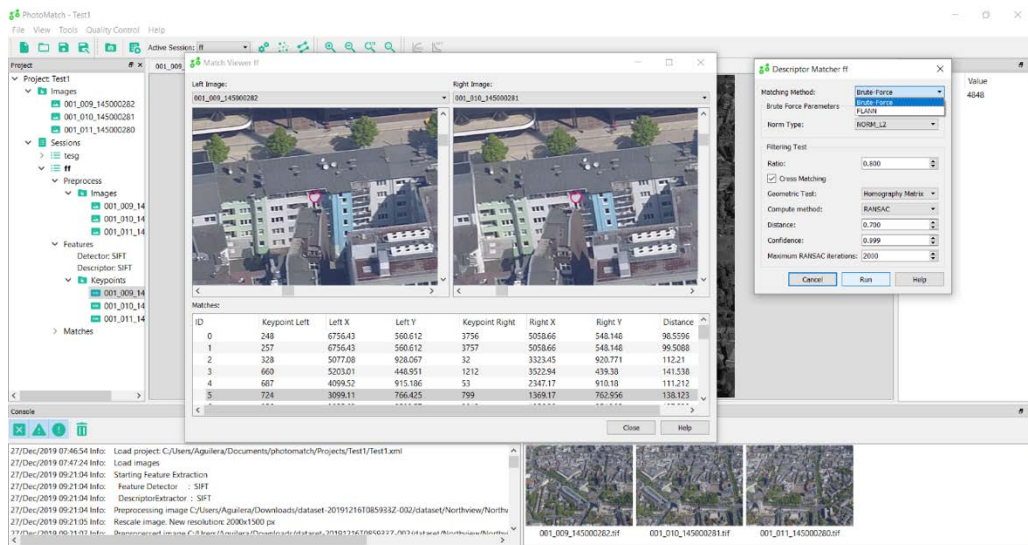 PhotoMatch - Test1
File View Tools Quality Control Help
Active Session: ff
Project
001_009_
Project: Test1
Images
001_009_145000282
001_010_145000281
001_011_145000280
Sessions
tesg
ff
Preprocess
Images
001_009_14
001_010_14
001_011_14
Features
Detector: SIFT
Descriptor: SIFT
Keypoints
001_009_14
001_010_14
001_011_14
Matches
Match Viewer ff
Left Image:
Right Image:
001_009_145000282
001_010_145000281
Matches:
ID Keypoint Left Left X Left Y Keypoint Right Right X Right Y Distance
0 248 6756.43 560.612 3756 5058.66 548.148 98.5596
1 257 6756.43 560.612 3757 5058.66 548.148 99.5088
2 328 5077.08 928.067 32 3323.45 920.771 112.21
3 660 5203.01 448.951 1212 3522.94 439.38 141.538
4 687 4099.52 915.186 53 2347.17 910.18 111.212
5 724 3099.11 766.425 799 1369.17 762.956 138.123
Close
Help
Descriptor Matcher ff
Matching Method: Brute-Force
Brute-Force
FLANN
Brute Force Parameters
Norm Type: NORM_L2
Filtering Test
Ratio: 0.800
Cross Matching
Geometric Test: Homography Matrix
Compute method: RANSAC
Distance: 0.790
Confidence: 0.999
Maximum RANSAC iterations: 2000
Cancel
Run
Help
Value
4848
Console
27/Dec/2019 07:46:54 Info: Load project: C:/Users/Aguilera/Documents/photomatch/Projects/Test1/Test1.xml
27/Dec/2019 07:47:24 Info: Load images
27/Dec/2019 09:21:04 Info: Starting Feature Extraction
27/Dec/2019 09:21:04 Info: Feature Detector : SIFT
27/Dec/2019 09:21:04 Info: DescriptorExtractor : SIFT
27/Dec/2019 09:21:04 Info: Preprocessing image C:/Users/Aguilera/Downloads/dataset-20191216T085933Z-002/dataset/Northview/Northv
27/Dec/2019 09:21:05 Info: Rescale image. New resolution: 2000x1500 px
001_009_145000282.tif
001_010_145000281.tif
001_011_145000280.tif